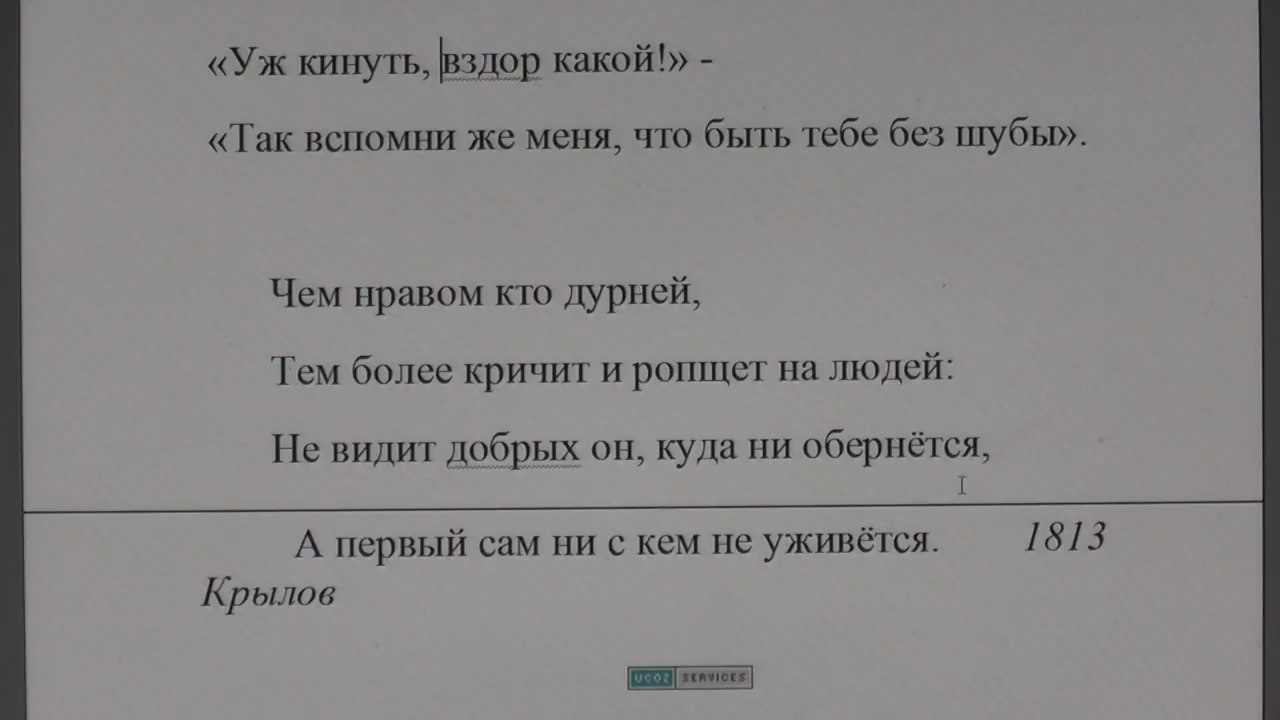 «Уж кинуть, вздор какой!» -
«Так вспомни же меня, что быть тебе без шубы».
Чем нравом кто дурней,
Тем более кричит и ропщет на людей:
Не видит добрых он, куда ни обернётся,
А первый сам ни с кем не уживётся. 1813
Крылов
UCOZ SERVICES